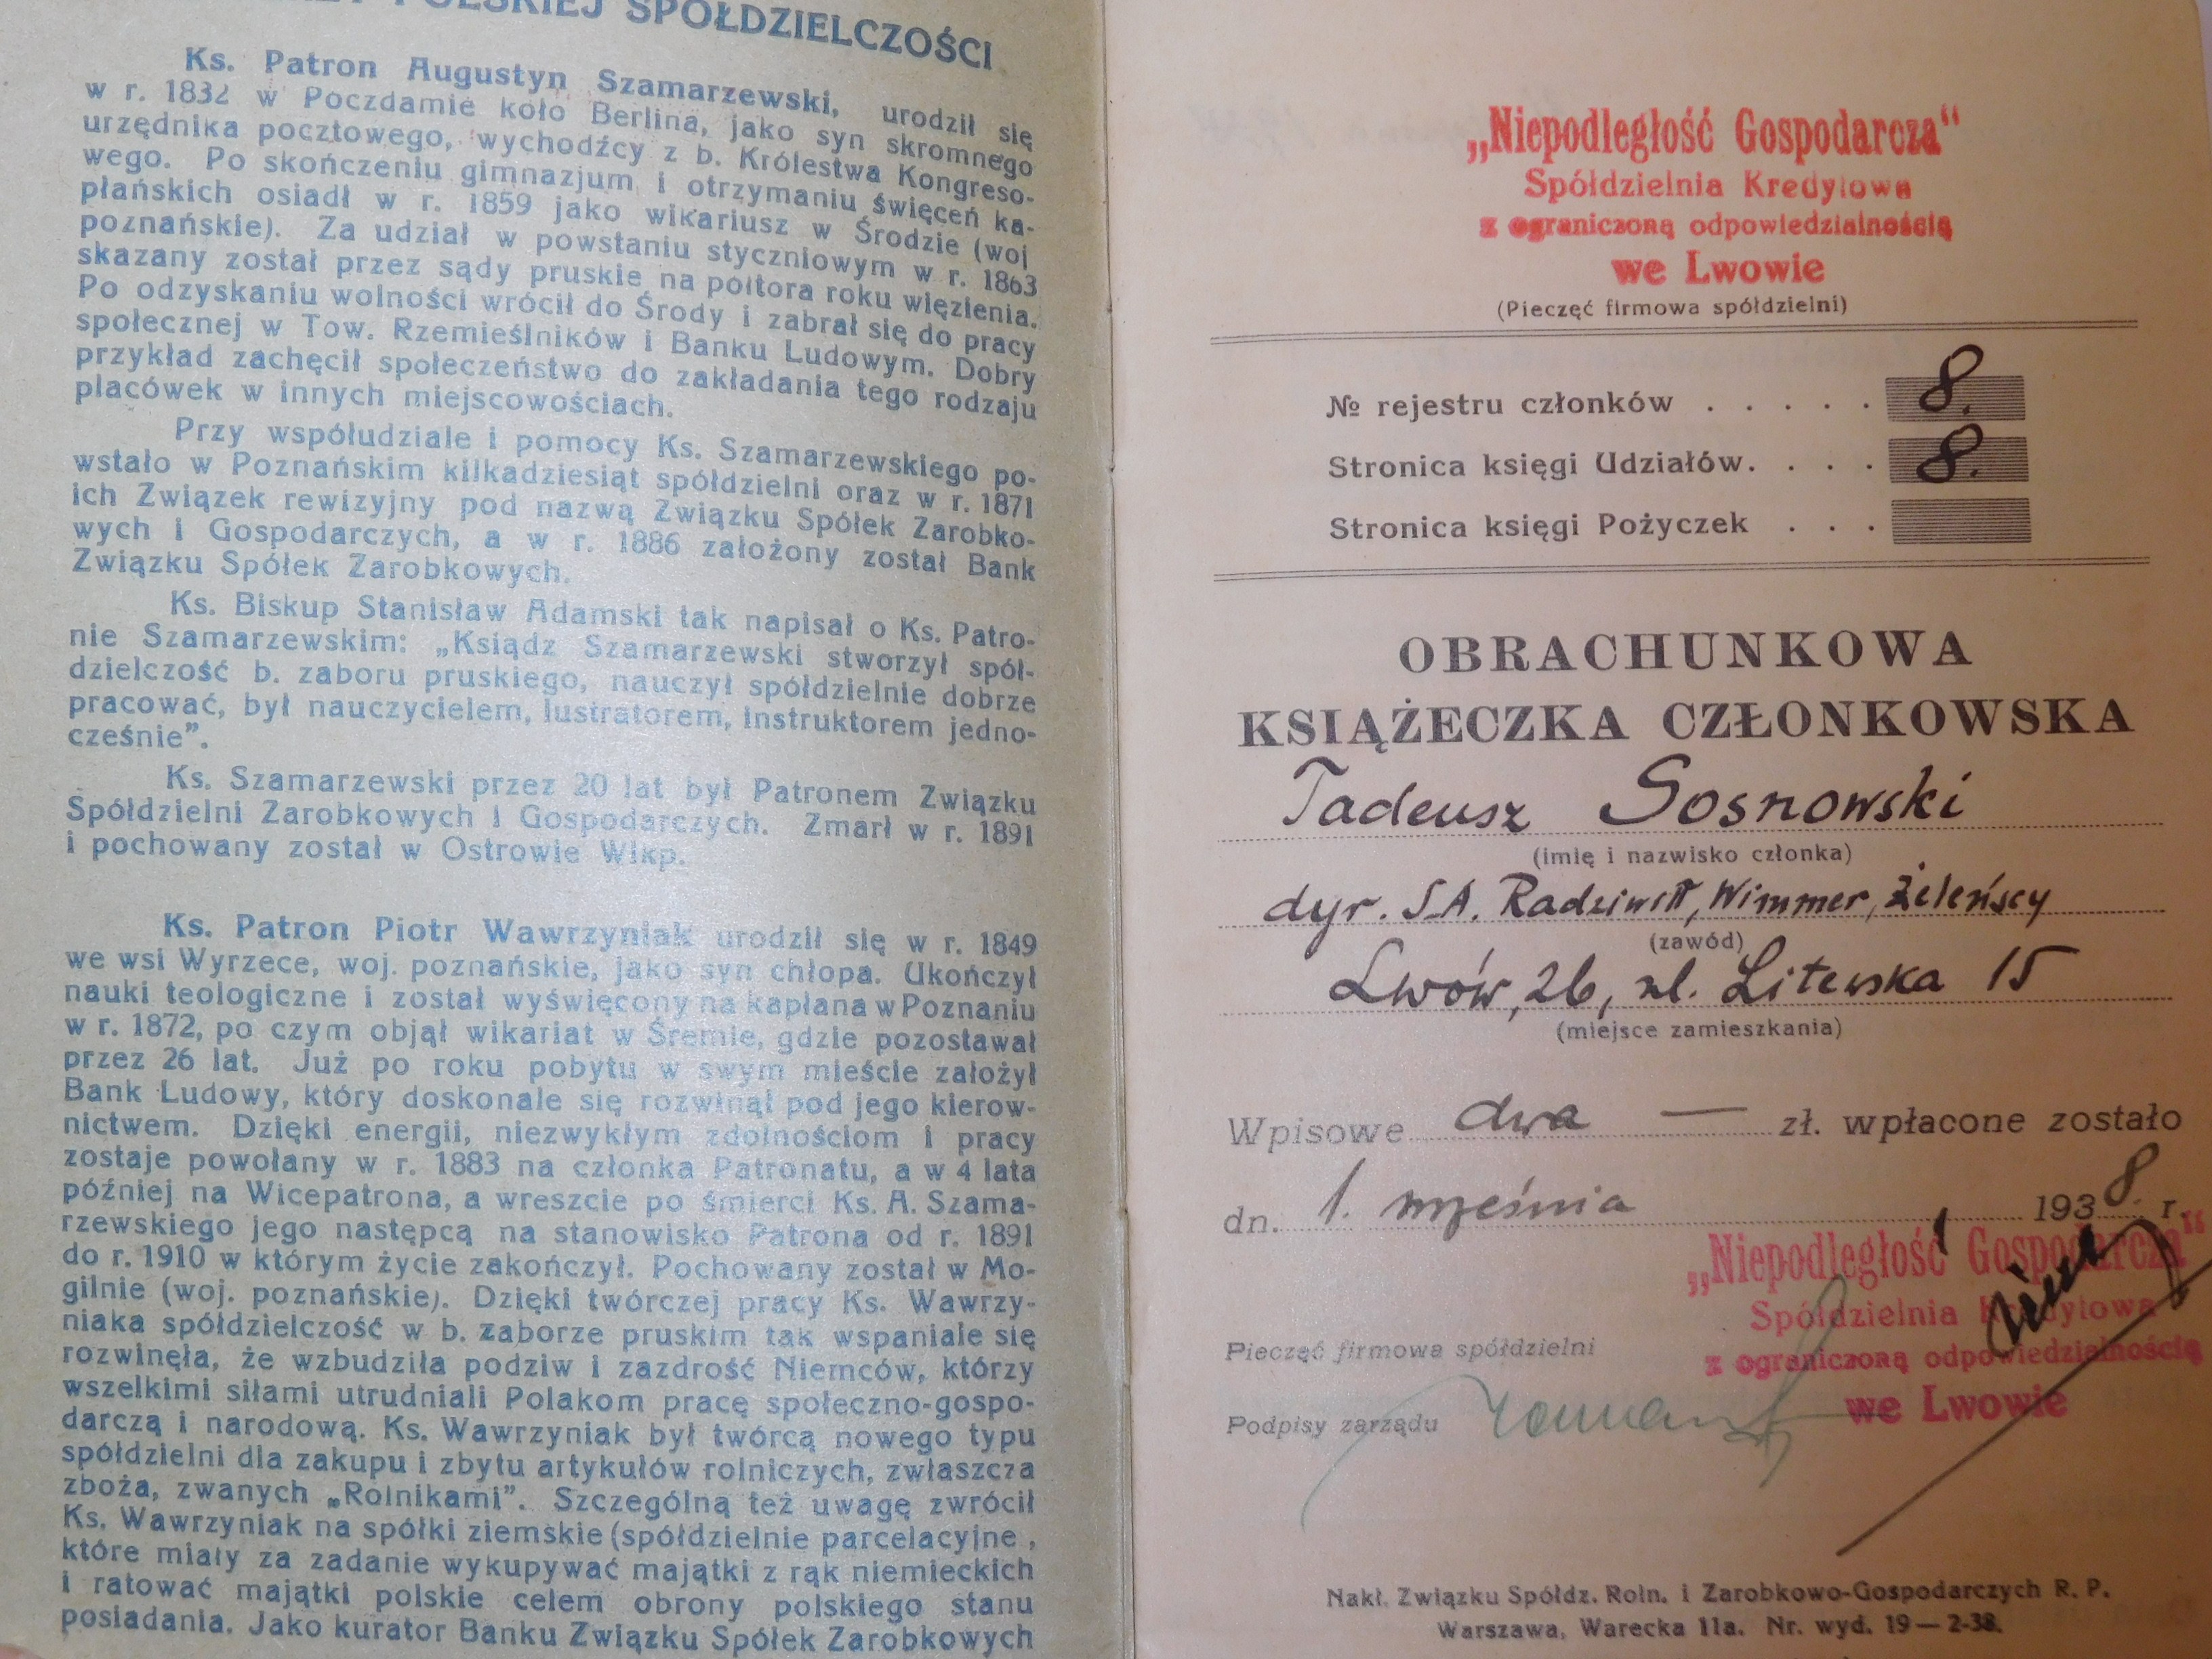 POLSKIEJ SPÓŁDZIELCZOŚCI
Ks. Patron Augustyn Szamarzewski, urodził się
w r. 1832 w Poczdamie koło Berlina, jako syn skromnego
urzędnika pocztowego, wychodźcy z b. Królestwa Kongreso-
wego. Po skończeniu gimnazjum i otrzymaniu święceń ka-
płańskich osiadł w r. 1859 jako wikariusz w Środzie (woj
poznańskie). Za udział w powstaniu styczniowym w r. 1863
skazany został przez sądy pruskie na półtora roku więzienia.
Po odzyskaniu wolności wrócił do Środy i zabrał się do pracy
społecznej w Tow. Rzemieślników i Banku Ludowym. Dobry
przykład zachęcił społeczeństwo do zakładania tego rodzaju
placówek w innych miejscowościach.
Przy współudziale i pomocy Ks. Szamarzewskiego po-
wstało w Poznańskim kilkadziesiąt spółdzielni oraz w r. 1871
ich Związek rewizyjny pod nazwą Związku Spółek Zarobko-
wych i Gospodarczych, a w r. 1886 założony został Bank
Związku Spółek Zarobkowych.
Ks. Biskup Stanisław Adamski tak napisał o Ks. Patro-
nie Szamarzewskim: „Ksiądz Szamarzewski stworzył spół-
dzielczość b. zaboru pruskiego, nauczył spółdzielnie dobrze
pracować, był nauczycielem, lustratorem, instruktorem jedno-
cześnie”.
Ks. Szamarzewski przez 20 lat był Patronem Związku
Spółdzielni Zarobkowych i Gospodarczych. Zmarł w r. 1891
i pochowany został w Ostrowie Wlkp.
Ks. Patron Piotr Wawrzyniak urodził się w r. 1849
we wsi Wyrzece, woj. poznańskie, jako syn chłopa. Ukończył
nauki teologiczne i został wyświęcony na kapłana w Poznaniu
w r. 1872, po czym objął wikariat w Śremie, gdzie pozostawał
przez 26 lat. Już po roku pobytu w swym mieście założył
Bank Ludowy, który doskonale się rozwinął pod jego kierow-
nictwem. Dzięki energii, niezwykłym zdolnościom i pracy
zostaje powołany w r. 1883 na członka Patronatu, a w 4 lata
później na Wicepatrona, a wreszcie po śmierci Ks. A. Szama-
rzewskiego jego następcą na stanowisko Patrona od r. 1891
do r. 1910 w którym życie zakończył. Pochowany został w Mo-
gilnie (woj. poznańskie). Dzięki twórczej pracy Ks. Wawrzy-
niaka spółdzielczość w b. zaborze pruskim tak wspaniale się
rozwinęła, że wzbudziła podziw i zazdrość Niemców, którzy
wszelkimi siłami utrudniali Polakom pracę społeczno-gospo-
darczą i narodową. Ks. Wawrzyniak był twórcą nowego typu
spółdzielni dla zakupu i zbytu artykułów rolniczych, zwłaszcza
zboża, zwanych „Rolnikami”. Szczególną też uwagę zwrócił
Ks. Wawrzyniak na spółki ziemskie (spółdzielnie parcelacyjne ,
które miały za zadanie wykupywać majątki z rąk niemieckich
i ratować majątki polskie celem obrony polskiego stanu
posiadania. Jako kurator Banku Związku Spółek Zarobkowych
„Niepodległość Gospodarcza“
Spółdzielnia Kredytowa
z ograniczoną odpowiedzialnością
we Lwowie
(Pieczęć firmowa spółdzielni)
№ rejestru członków . . . . . 8.
Stronica księgi Udziałów. . . . 8.
Stronica księgi Pożyczek . . .
OBRACHUNKOWA
KSIĄŻECZKA CZŁONKOWSKA
Tadeusz Sosnowski
(imię i nazwisko członka)
dyr. S.A. Radziwiłł, Wimmer, Żeleńscy
(zawód)
Lwów, 26, ul. Litewska 15
(miejsce zamieszkania)
Wpisowe dwa — zł. wpłacone zostało
dn. 1. września 1938. r.
„Niepodległość Gospodarcza“
Spółdzielnia Kredytowa
Pieczęć firmowa spółdzielni
z ograniczoną odpowiedzialnością
we Lwowie
Podpisy zarządu
Nakł. Związku Spółdz. Roln. i Zarobkowo-Gospodarczych R. P.
Warszawa, Warecka 11a. Nr. wyd. 19 — 2-38.